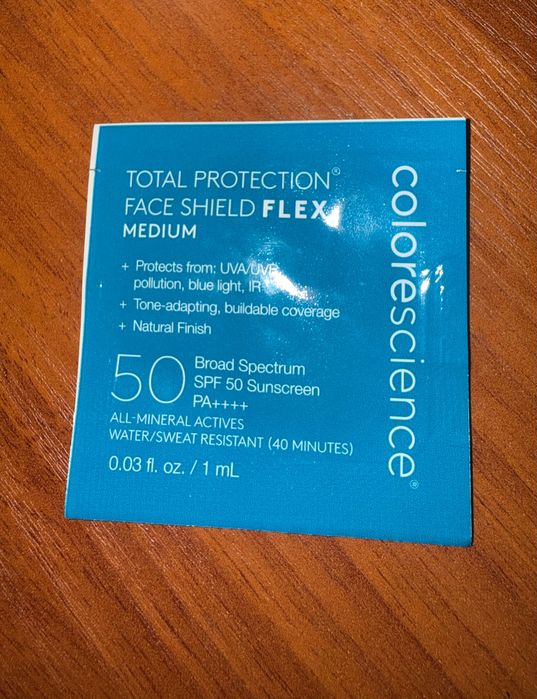 TOTAL PROTECTION®
FACE SHIELD FLEX
MEDIUM
+ Protects from: UVA/UV
pollution, blue light, IR
+ Tone-adapting, buildable coverage
+ Natural Finish
50
Broad Spectrum
SPF 50 Sunscreen
PA++++
ALL-MINERAL ACTIVES
WATER/SWEAT RESISTANT (40 MINUTES)
0.03 fl. oz. / 1 mL
colorescience®